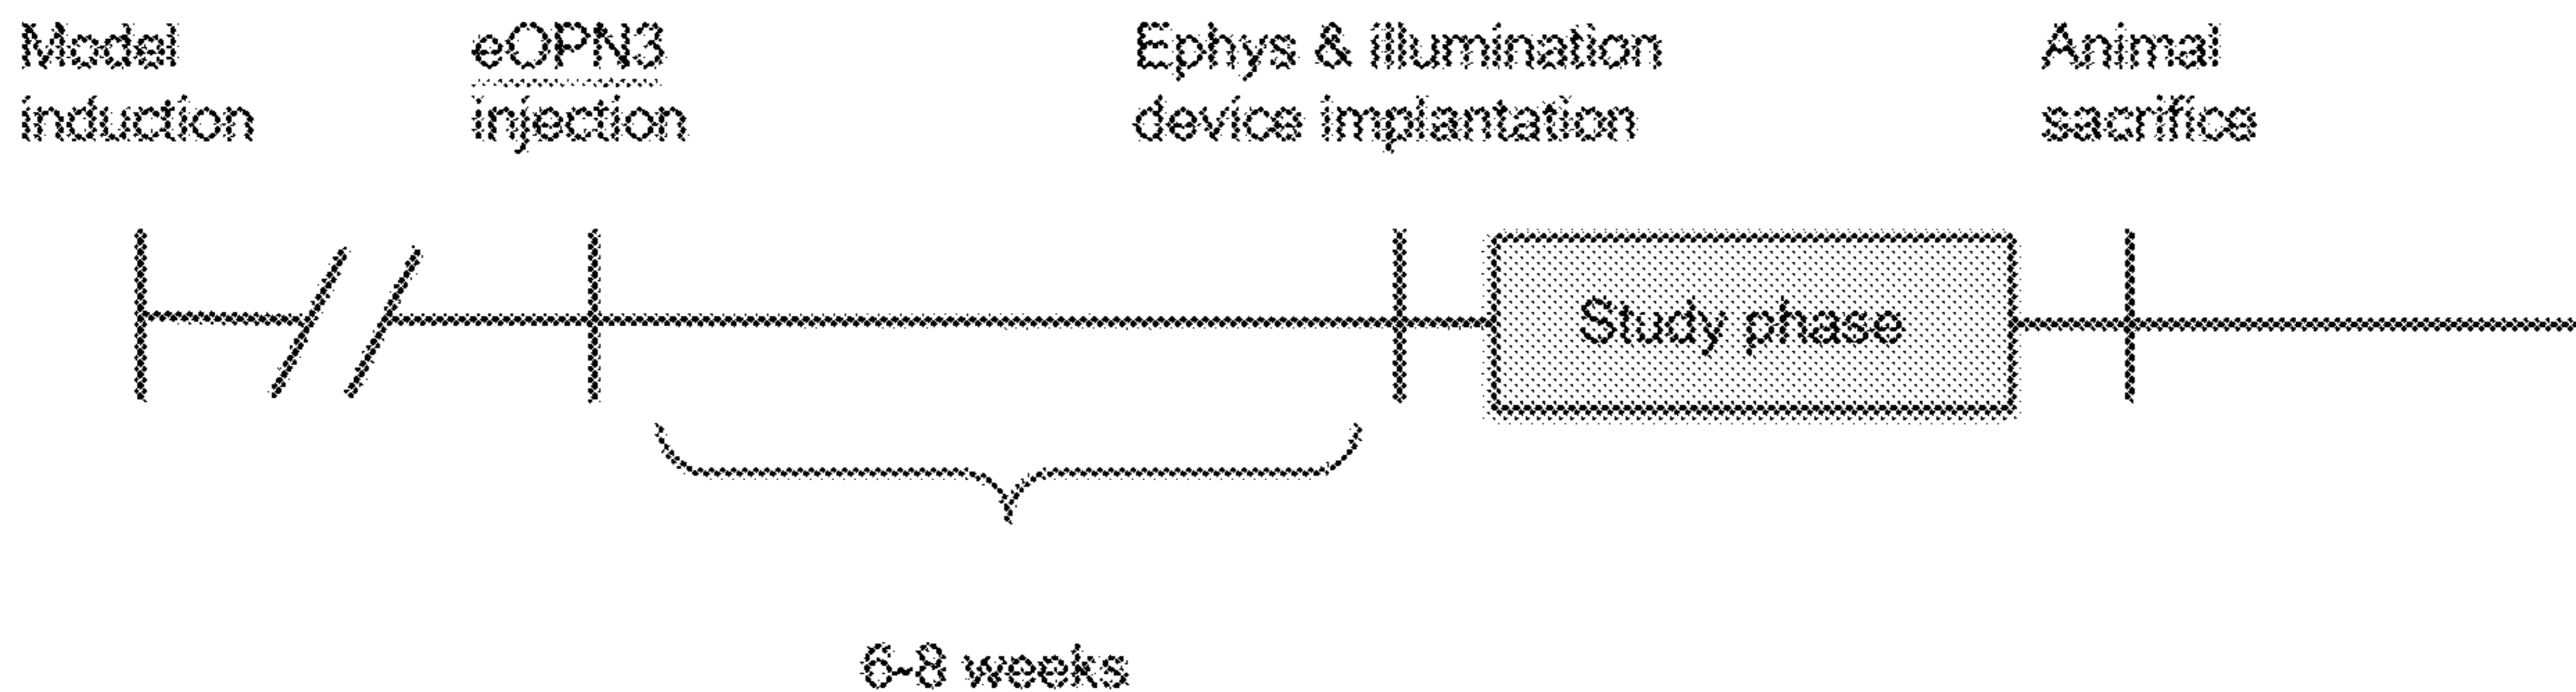 Model
induction
eOPN3
injection
Ephys & illumination
device implantation
Animal
sacrifice
Study phase
6-8 weeks